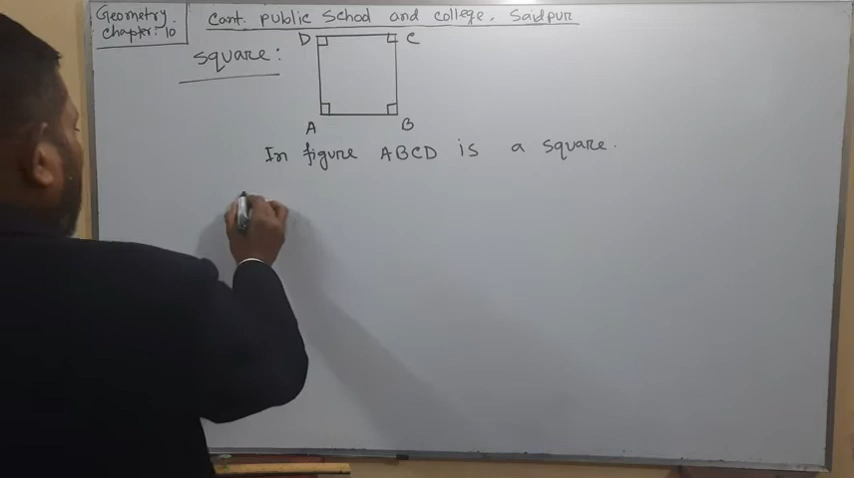 Geometry.
Chapter: 10
Cant. public School and college, Saidpur
square:
D C
A B
In figure ABCD is a square.